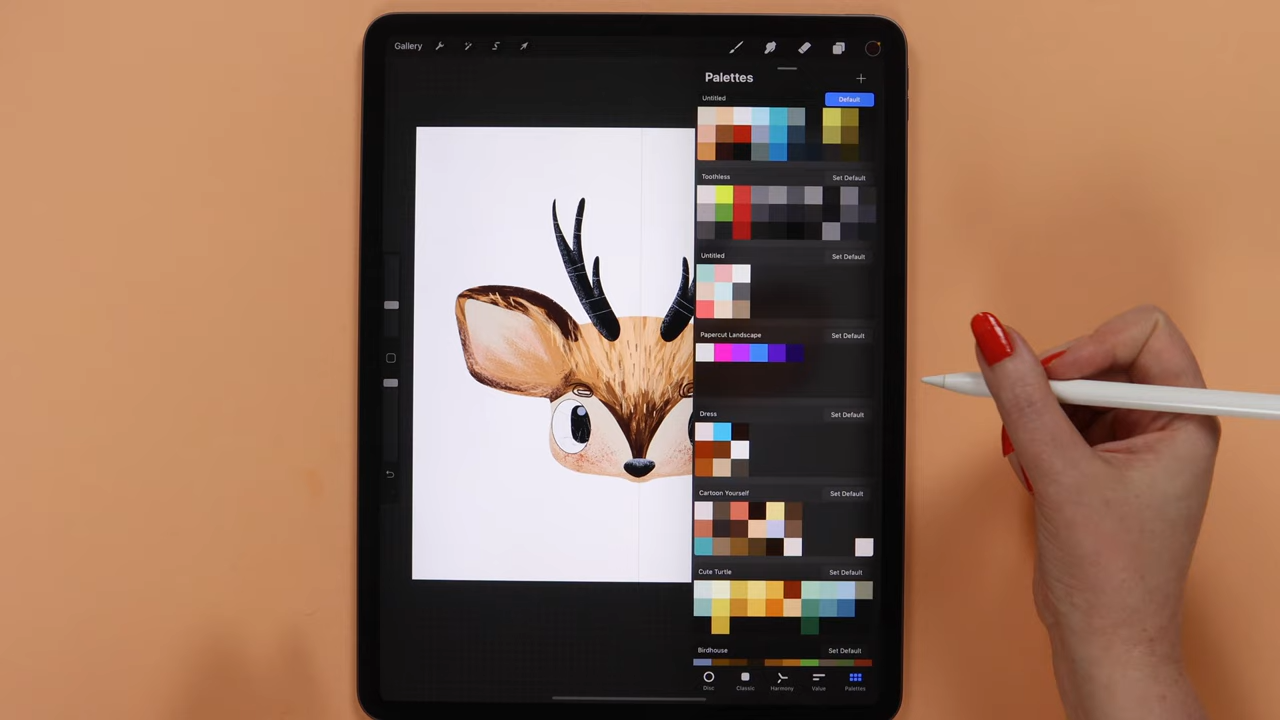 Gallery
Palettes
Untitled
Default
Toothless
Set Default
Untitled
Set Default
Papercut Landscape
Set Default
Dress
Set Default
Cartoon Yourself
Set Default
Cute Turtle
Set Default
Birdhouse
Set Default
Disc
Classic
Harmony
Value
Palettes